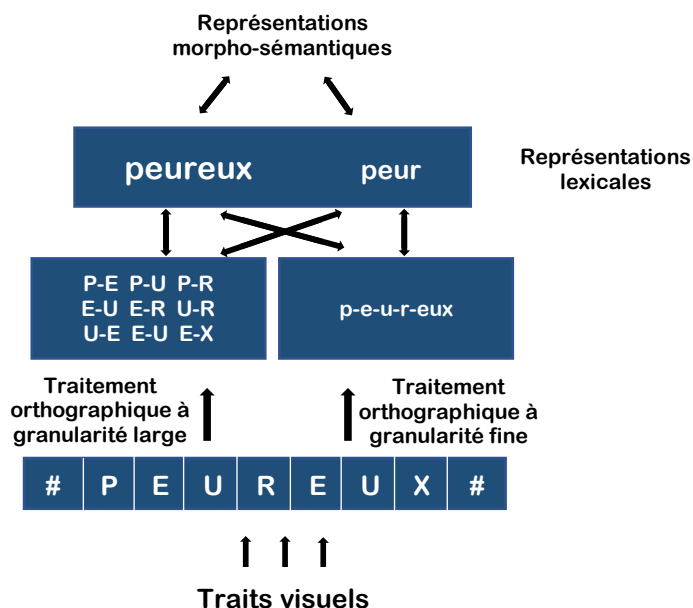 Représentations
morpho-sémantiques
peureux peur
Représentations
lexicales
P-E P-U P-R
E-U E-R U-R
U-E E-U E-X
p-e-u-r-eux
Traitement
orthographique à
granularité large
Traitement
orthographique à
granularité fine
# P E U R E U X #
Traits visuels